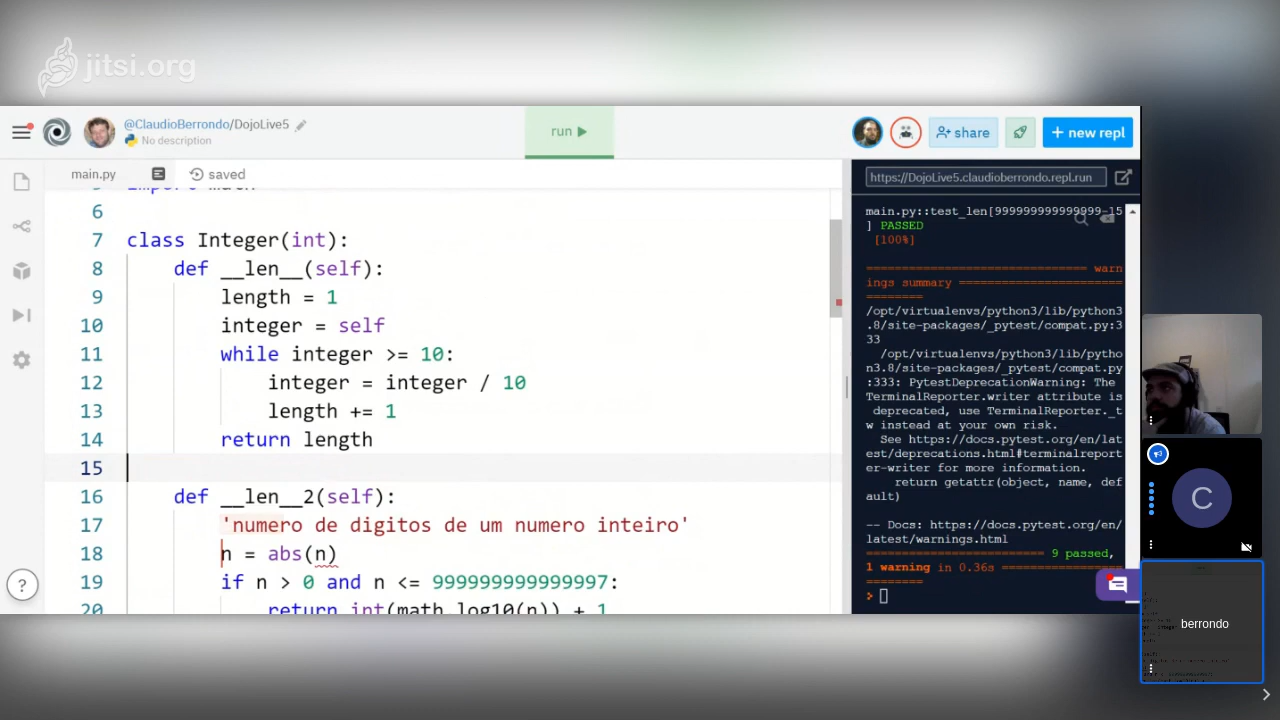 jitsi.org
@ClaudioBerrondo/DojoLive5
No description
run
share
+ new repl
main.py
saved
https://DojoLive5.claudioberrondo.repl.run
5 import math
6
7 class Integer(int):
8 def __len__(self):
9 length = 1
10 integer = self
11 while integer >= 10:
12 integer = integer / 10
13 length += 1
14 return length
15
16 def __len__2(self):
17 'numero de digitos de um numero inteiro'
18 n = abs(n)
19 if n > 0 and n <= 999999999999997:
20 return int(math.log10(n)) + 1
?
main.py::test_len[999999999999999-15
] PASSED
[100%]
=============================== warn
ings summary =======================
========
/opt/virtualenvs/python3/lib/python3
.8/site-packages/_pytest/compat.py:3
33
/opt/virtualenvs/python3/lib/pytho
n3.8/site-packages/_pytest/compat.py
:333: PytestDeprecationWarning: The
TerminalReporter.writer attribute is
deprecated, use TerminalReporter._t
w instead at your own risk.
See https://docs.pytest.org/en/lat
est/deprecations.html#terminalreport
er-writer for more information.
return getattr(object, name, def
ault)
-- Docs: https://docs.pytest.org/en/
latest/warnings.html
========================= 9 passed,
1 warning in 0.36s =================
========
C
berrondo